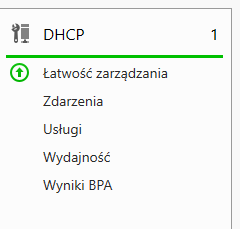 DHCP 1
Łatwość zarządzania
Zdarzenia
Usługi
Wydajność
Wyniki BPA